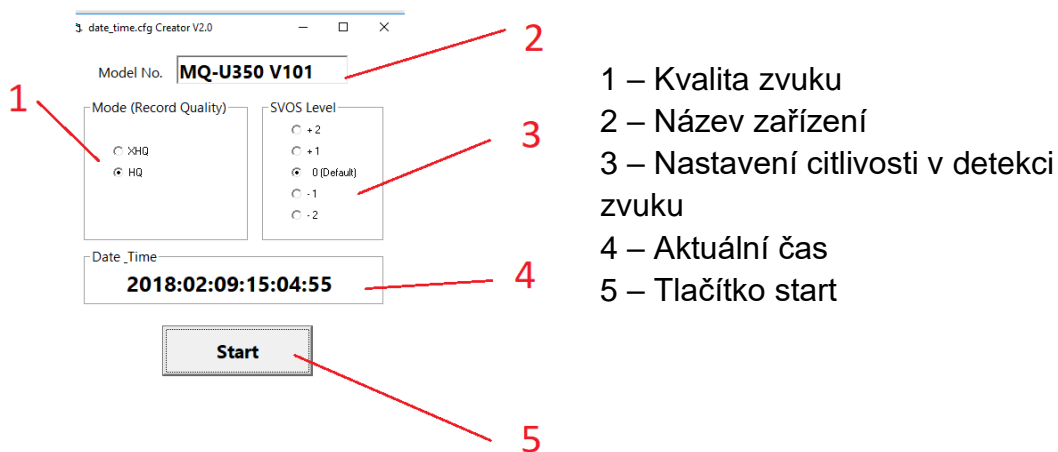 date_time.cfg Creator V2.0
2
Model No. MQ-U350 V101
1
Mode (Record Quality)
XHQ
HQ
SVOS Level
+ 2
+ 1
0 (Default)
- 1
- 2
3
Date _Time
2018:02:09:15:04:55
4
Start
5
1 – Kvalita zvuku
2 – Název zařízení
3 – Nastavení citlivosti v detekci
zvuku
4 – Aktuální čas
5 – Tlačítko start